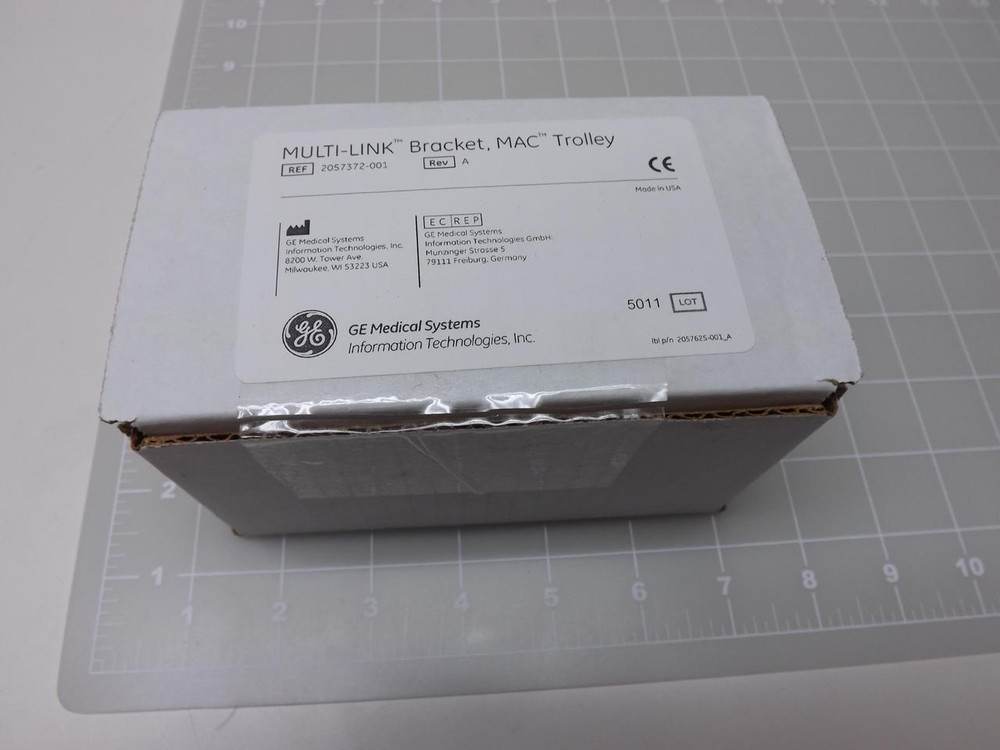 10
9
MULTI-LINK™ Bracket, MAC™ Trolley
REF 2057372-001 Rev A
CE
Made in USA
GE Medical Systems
Information Technologies, Inc.
8200 W. Tower Ave.
Milwaukee, WI 53223 USA
EC REP
GE Medical Systems
Information Technologies GmbH
Munzinger Strasse 5
79111 Freiburg, Germany
5011 LOT
GE
GE Medical Systems
Information Technologies, Inc.
lbl p/n 2057625-001_A
2
1
1 2 3 4 5 6 7 8 9 10